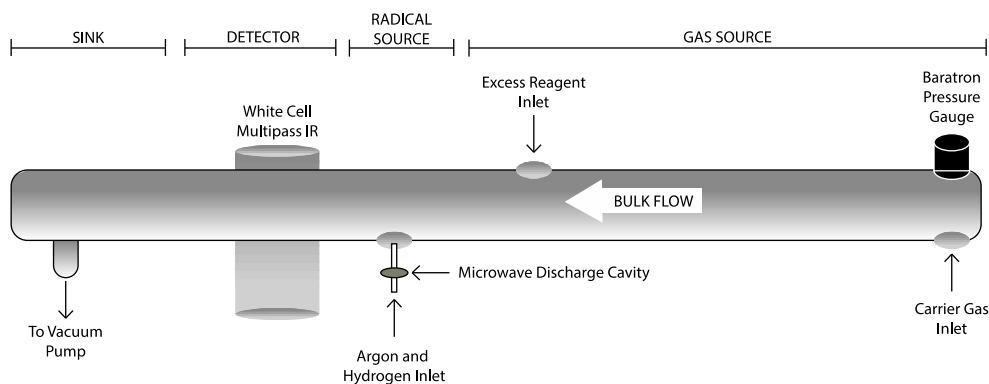 SINK
DETECTOR
RADICAL
SOURCE
GAS SOURCE
White Cell
Multipass IR
Excess Reagent
Inlet
Baratron
Pressure
Gauge
BULK FLOW
Microwave Discharge Cavity
To Vacuum
Pump
Argon and
Hydrogen Inlet
Carrier Gas
Inlet